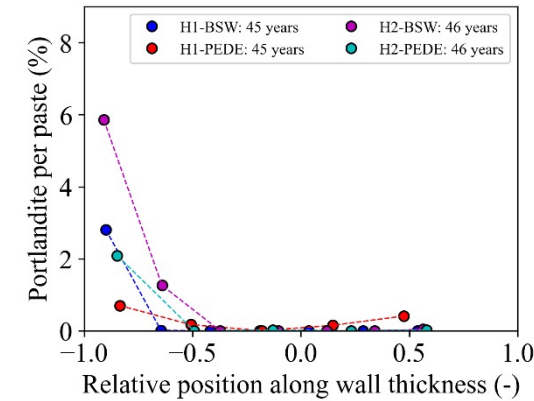 H1-BSW: 45 years
H1-PEDE: 45 years
H2-BSW: 46 years
H2-PEDE: 46 years
Portlandite per paste (%)
8
6
4
2
0
−1.0 −0.5 0.0 0.5 1.0
Relative position along wall thickness (-)